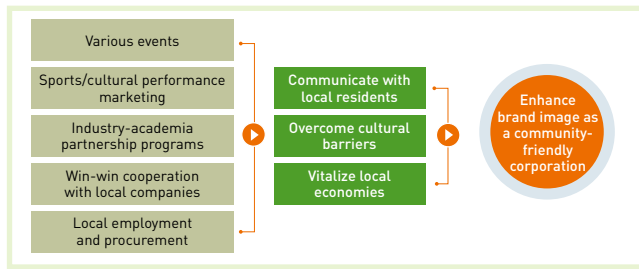 Various events
Sports/cultural performance
marketing
Industry-academia
partnership programs
Win-win cooperation
with local companies
Local employment
and procurement
Communicate with
local residents
Overcome cultural
barriers
Vitalize local
economies
Enhance
brand image as
a community-
friendly
corporation